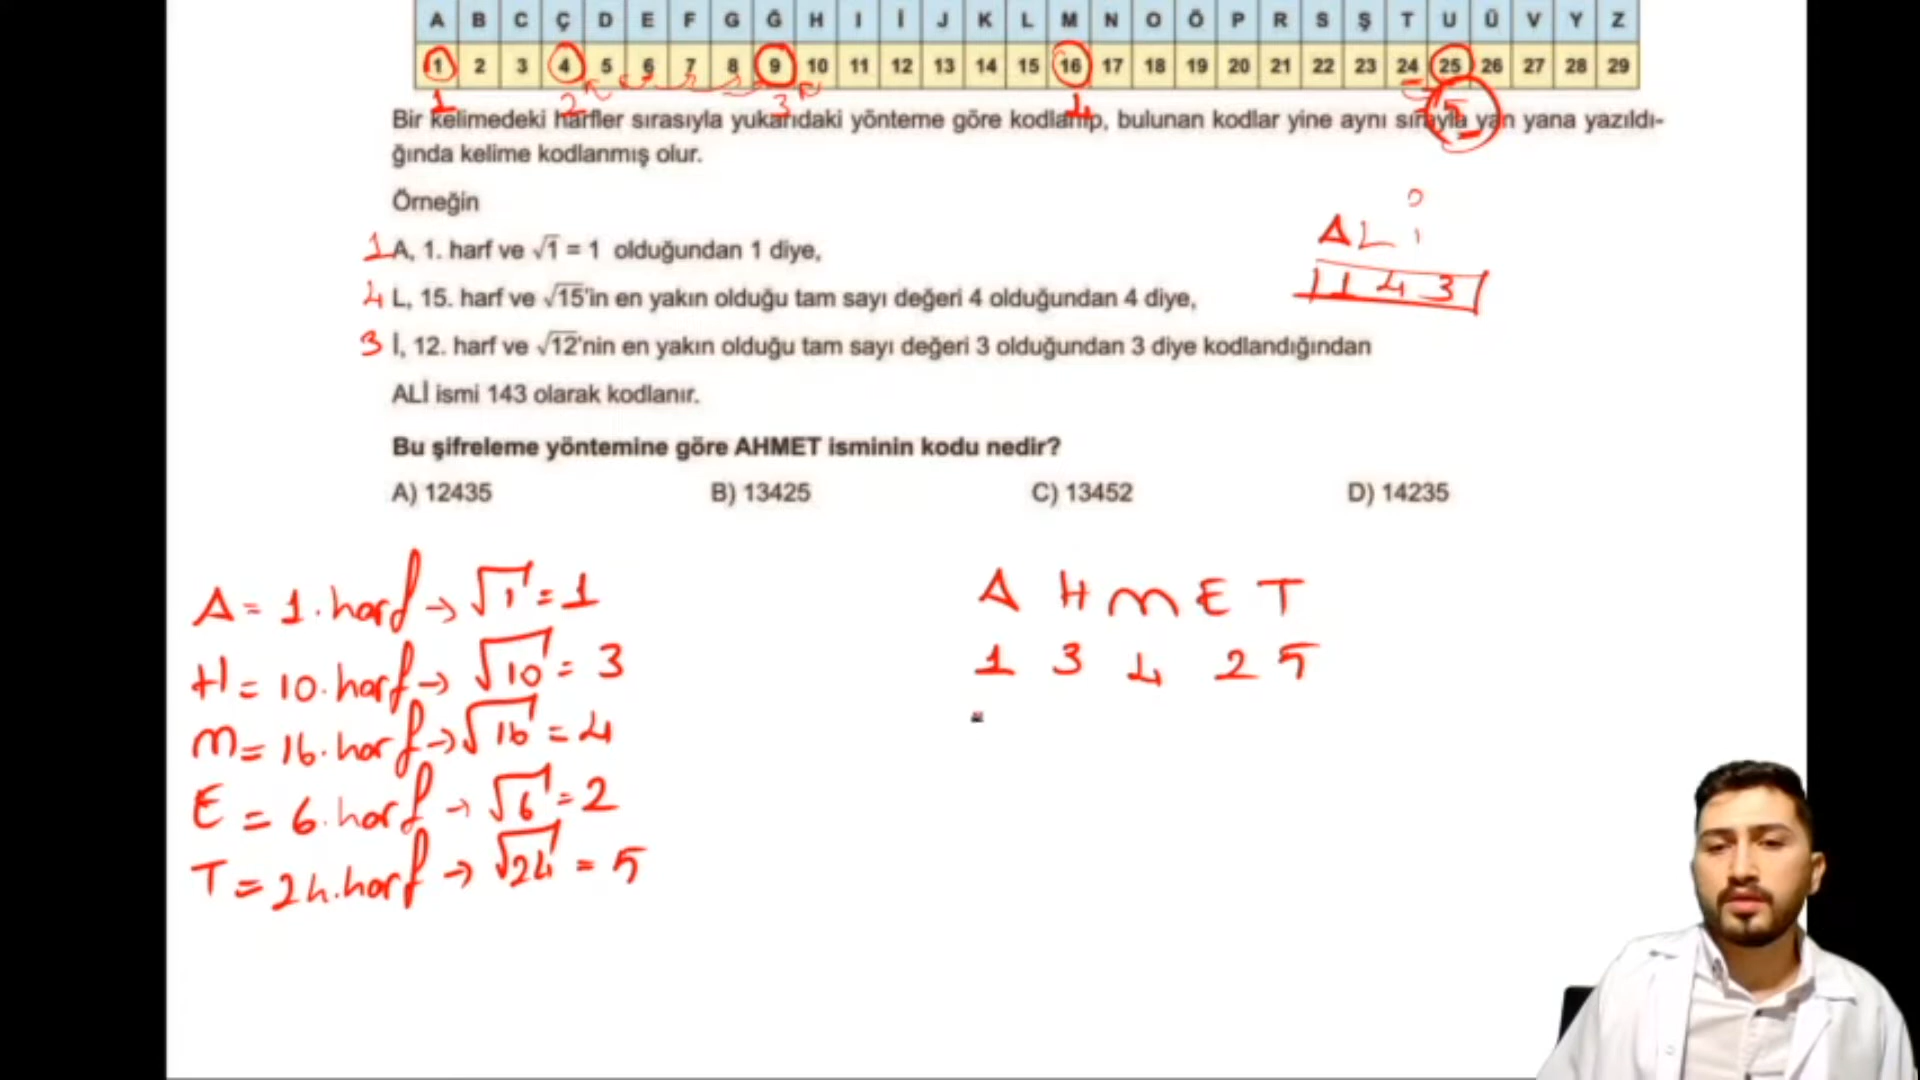 A B C Ç D E F G Ğ H I İ J K L M N O Ö P R S Ş T U Ü V Y Z
1 2 3 4 5 6 7 8 9 10 11 12 13 14 15 16 17 18 19 20 21 22 23 24 25 26 27 28 29
1 2 3 4 5
Bir kelimedeki harfler sırasıyla yukarıdaki yönteme göre kodlanıp, bulunan kodlar yine aynı sırayla yan yana yazıldı-
ğında kelime kodlanmış olur.
Örneğin
1 A, 1. harf ve √1 = 1 olduğundan 1 diye,
4 L, 15. harf ve √15'in en yakın olduğu tam sayı değeri 4 olduğundan 4 diye,
3 İ, 12. harf ve √12'nin en yakın olduğu tam sayı değeri 3 olduğundan 3 diye kodlandığından
ALİ ismi 143 olarak kodlanır.
A L İ
1 4 3
Bu şifreleme yöntemine göre AHMET isminin kodu nedir?
A) 12435 B) 13425 C) 13452 D) 14235
A = 1. harf → √1 = 1
H = 10. harf → √10 = 3
M = 16. harf → √16 = 4
E = 6. harf → √6 = 2
T = 24. harf → √24 = 5
A H M E T
1 3 4 2 5